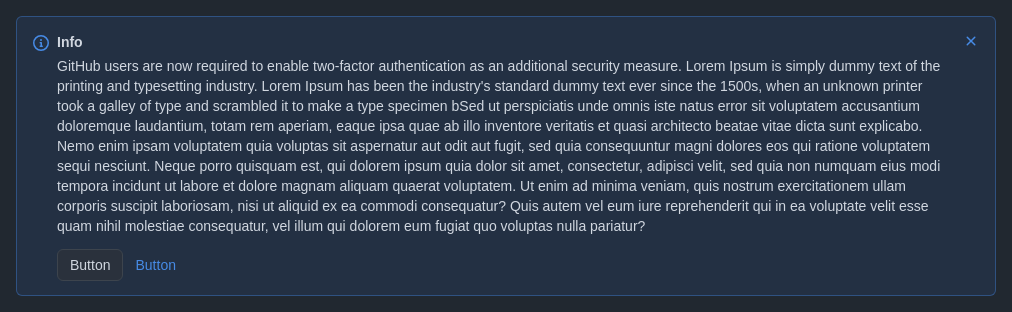 Info
GitHub users are now required to enable two-factor authentication as an additional security measure. Lorem Ipsum is simply dummy text of the
printing and typesetting industry. Lorem Ipsum has been the industry's standard dummy text ever since the 1500s, when an unknown printer
took a galley of type and scrambled it to make a type specimen bSed ut perspiciatis unde omnis iste natus error sit voluptatem accusantium
doloremque laudantium, totam rem aperiam, eaque ipsa quae ab illo inventore veritatis et quasi architecto beatae vitae dicta sunt explicabo.
Nemo enim ipsam voluptatem quia voluptas sit aspernatur aut odit aut fugit, sed quia consequuntur magni dolores eos qui ratione voluptatem
sequi nesciunt. Neque porro quisquam est, qui dolorem ipsum quia dolor sit amet, consectetur, adipisci velit, sed quia non numquam eius modi
tempora incidunt ut labore et dolore magnam aliquam quaerat voluptatem. Ut enim ad minima veniam, quis nostrum exercitationem ullam
corporis suscipit laboriosam, nisi ut aliquid ex ea commodi consequatur? Quis autem vel eum iure reprehenderit qui in ea voluptate velit esse
quam nihil molestiae consequatur, vel illum qui dolorem eum fugiat quo voluptas nulla pariatur?
Button Button